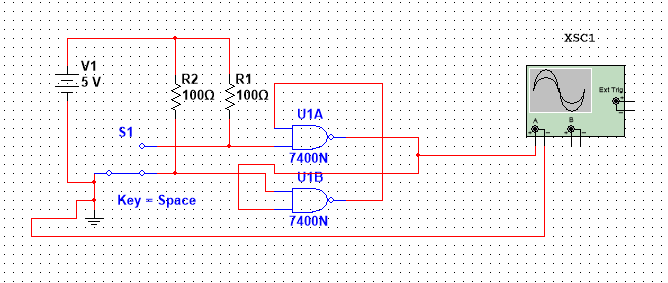 XSC1
V1
5 V
R2
100Ω
R1
100Ω
Ext Trig
+
-
A
B
+ -
+ -
S1
U1A
7400N
U1B
7400N
Key = Space